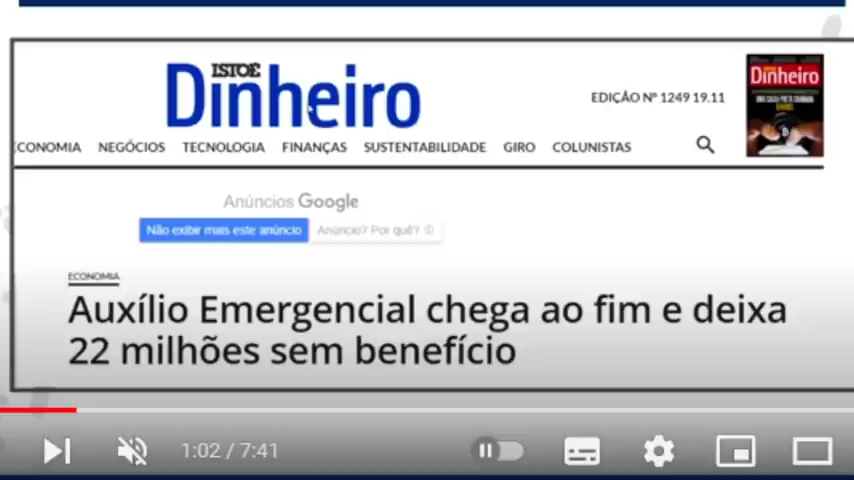 ISTOÉ
Dinheiro
EDIÇÃO Nº 1249 19.11
Dinheiro
CONOMIA NEGÓCIOS TECNOLOGIA FINANÇAS SUSTENTABILIDADE GIRO COLUNISTAS
Anúncios Google
Não exibir mais este anúncio Anúncio? Por quê?
ECONOMIA
Auxílio Emergencial chega ao fim e deixa
22 milhões sem benefício
1:02 / 7:41